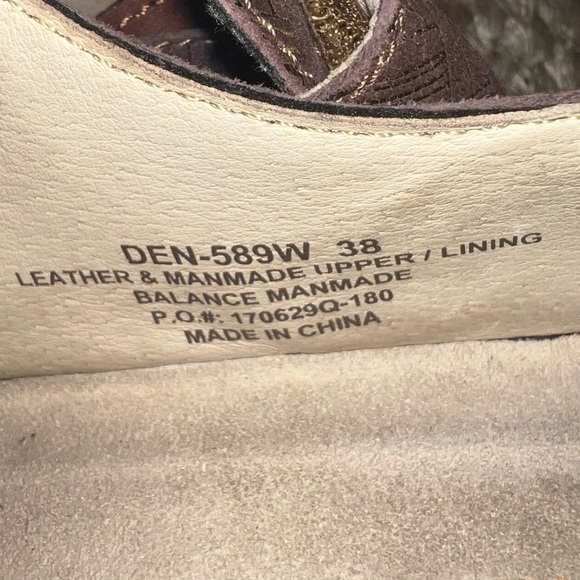 DEN-589W 38
LEATHER & MANMADE UPPER / LINING
BALANCE MANMADE
P.O.#: 170629Q-180
MADE IN CHINA